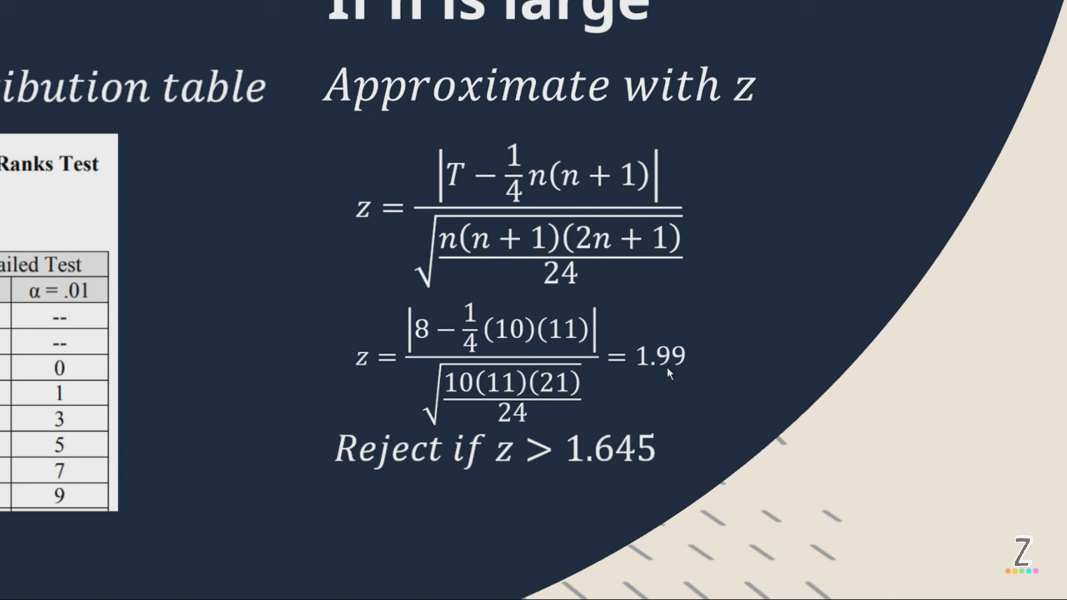 If n is large
ibution table
Approximate with z
Ranks Test
ailed Test
α = .01
--
--
0
1
3
5
7
9
z = |T − 1/4 n(n + 1)| / √(n(n + 1)(2n + 1)/24)
z = |8 − 1/4 (10)(11)| / √(10(11)(21)/24) = 1.99
Reject if z > 1.645
Z